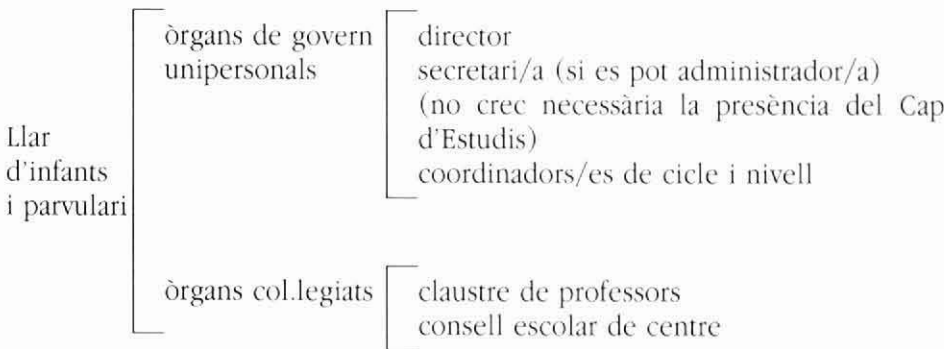 Llar
d'infants
i parvulari
òrgans de govern
unipersonals
director
secretari/a (si es pot administrador/a)
(no crec necessària la presència del Cap
d'Estudis)
coordinadors/es de cicle i nivell
òrgans col.legiats
claustre de professors
consell escolar de centre